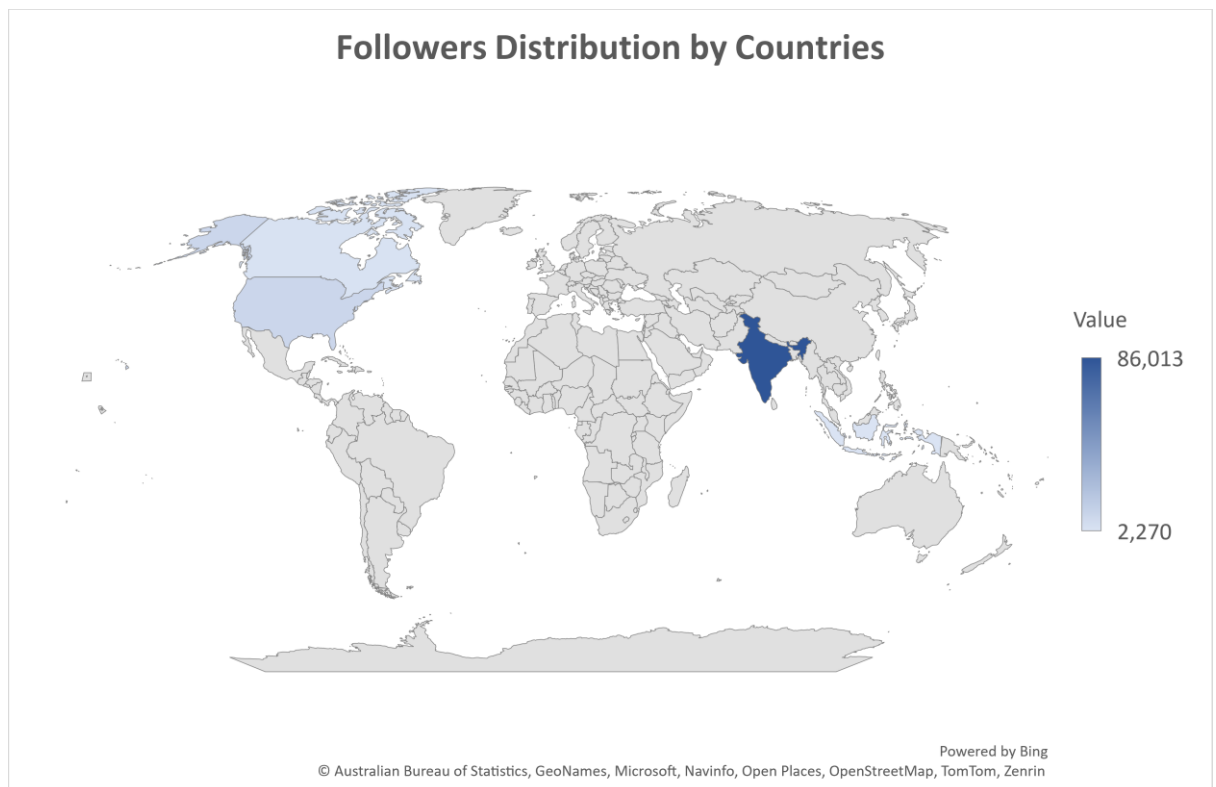 Followers Distribution by Countries
Value
86,013
2,270
Powered by Bing
© Australian Bureau of Statistics, GeoNames, Microsoft, Navinfo, Open Places, OpenStreetMap, TomTom, Zenrin